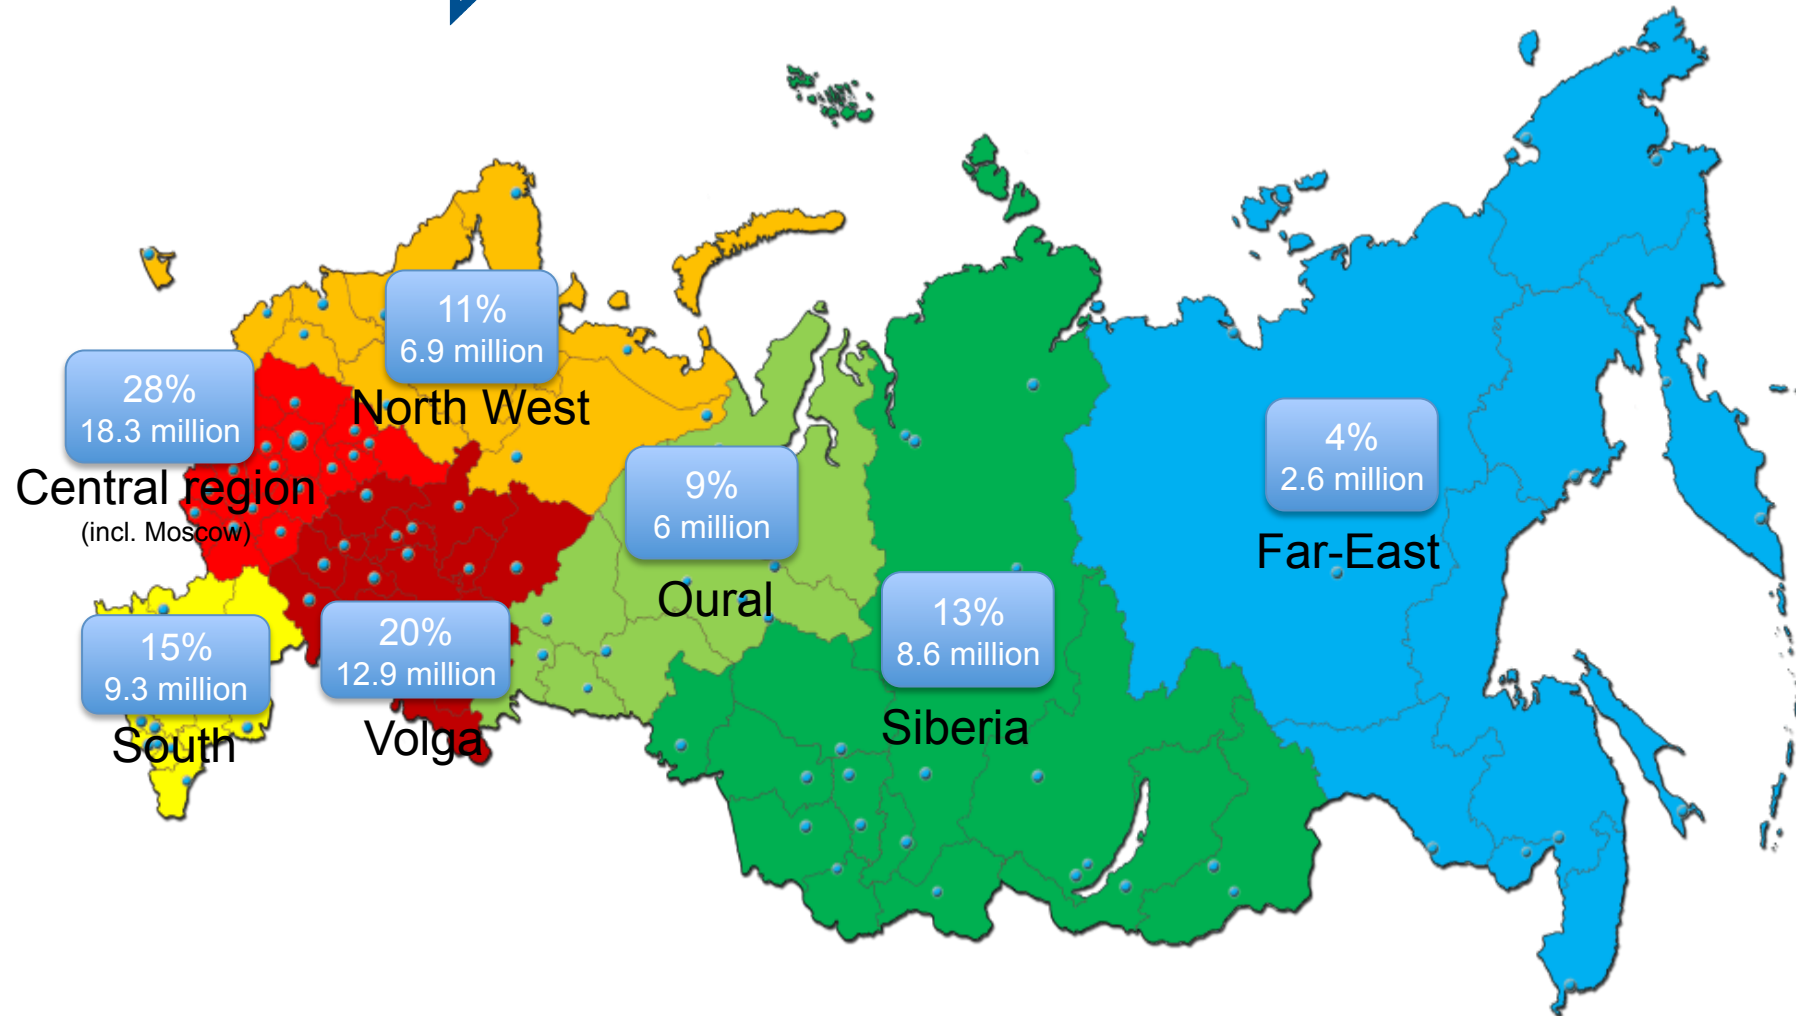 11%
6.9 million
North West
28%
18.3 million
Central region
(incl. Moscow)
9%
6 million
Oural
4%
2.6 million
Far-East
13%
8.6 million
Siberia
15%
9.3 million
South
20%
12.9 million
Volga